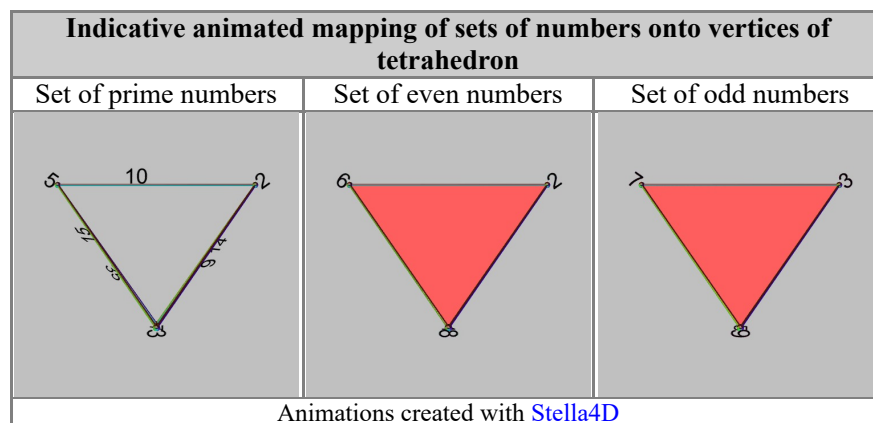 Indicative animated mapping of sets of numbers onto vertices of
tetrahedron
Set of prime numbers
Set of even numbers
Set of odd numbers
5
10
2
15
14
35
6
6
2
8
7
3
Animations created with Stella4D